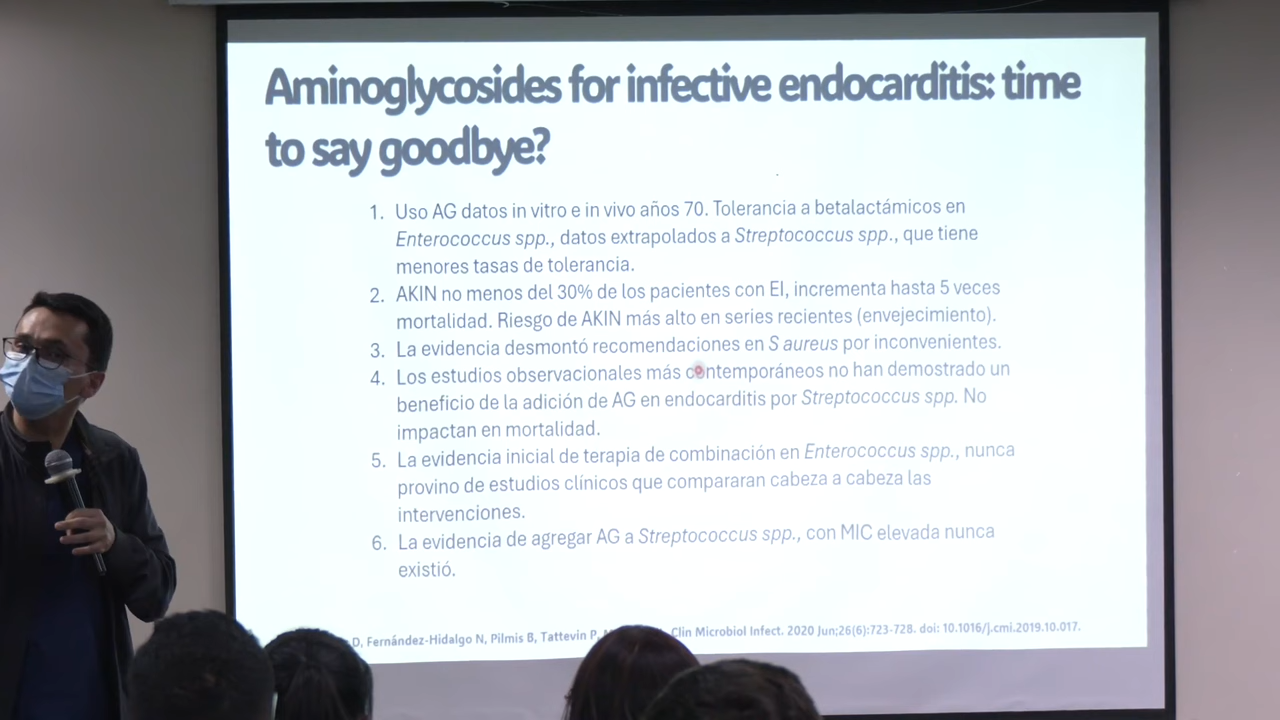 Aminoglycosides for infective endocarditis: time
to say goodbye?
1. Uso AG datos in vitro e in vivo años 70. Tolerancia a betalactámicos en
Enterococcus spp., datos extrapolados a Streptococcus spp., que tiene
menores tasas de tolerancia.
2. AKIN no menos del 30% de los pacientes con EI, incrementa hasta 5 veces
mortalidad. Riesgo de AKIN más alto en series recientes (envejecimiento).
3. La evidencia desmontó recomendaciones en S aureus por inconvenientes.
4. Los estudios observacionales más contemporáneos no han demostrado un
beneficio de la adición de AG en endocarditis por Streptococcus spp. No
impactan en mortalidad.
5. La evidencia inicial de terapia de combinación en Enterococcus spp., nunca
provino de estudios clínicos que compararan cabeza a cabeza las
intervenciones.
6. La evidencia de agregar AG a Streptococcus spp., con MIC elevada nunca
existió.
D, Fernández-Hidalgo N, Pilmis B, Tattevin P, Clin Microbiol Infect. 2020 Jun;26(6):723-728. doi: 10.1016/j.cmi.2019.10.017.